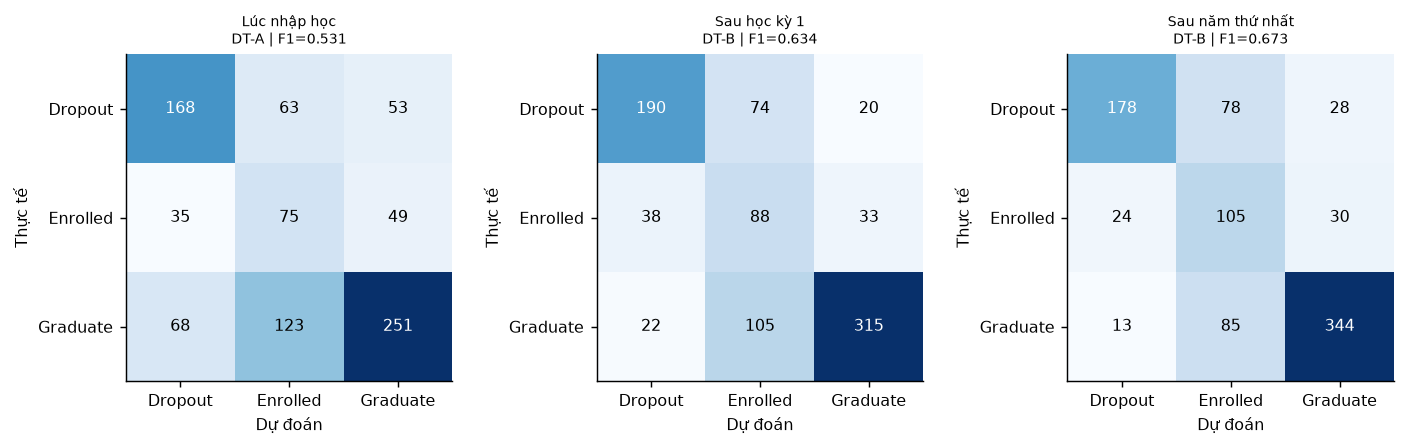 Lúc nhập học
DT-A | F1=0.531
Dropout
168 63 53
Enrolled
35 75 49
Graduate
68 123 251
Dropout Enrolled Graduate
Dự đoán
Thực tế
Sau học kỳ 1
DT-B | F1=0.634
Dropout
190 74 20
Enrolled
38 88 33
Graduate
22 105 315
Dropout Enrolled Graduate
Dự đoán
Thực tế
Sau năm thứ nhất
DT-B | F1=0.673
Dropout
178 78 28
Enrolled
24 105 30
Graduate
13 85 344
Dropout Enrolled Graduate
Dự đoán
Thực tế